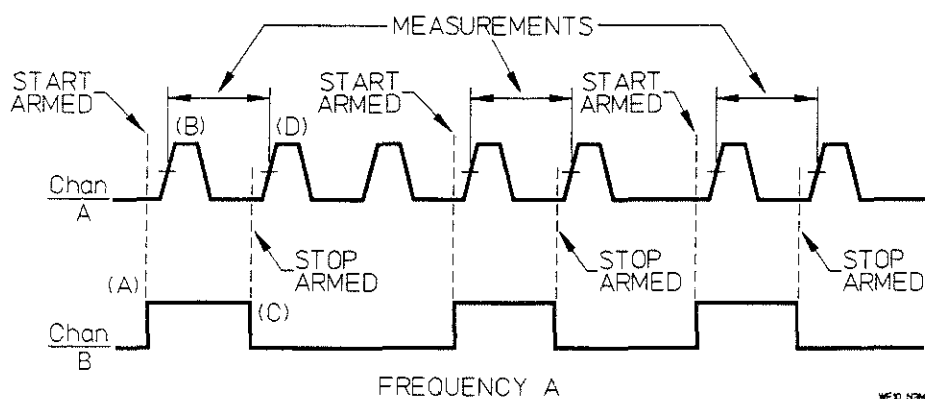 MEASUREMENTS
START
ARMED
START
ARMED
START
ARMED
(B)
(D)
Chan
A
STOP
ARMED
STOP
ARMED
STOP
ARMED
(A)
(C)
Chan
B
FREQUENCY A